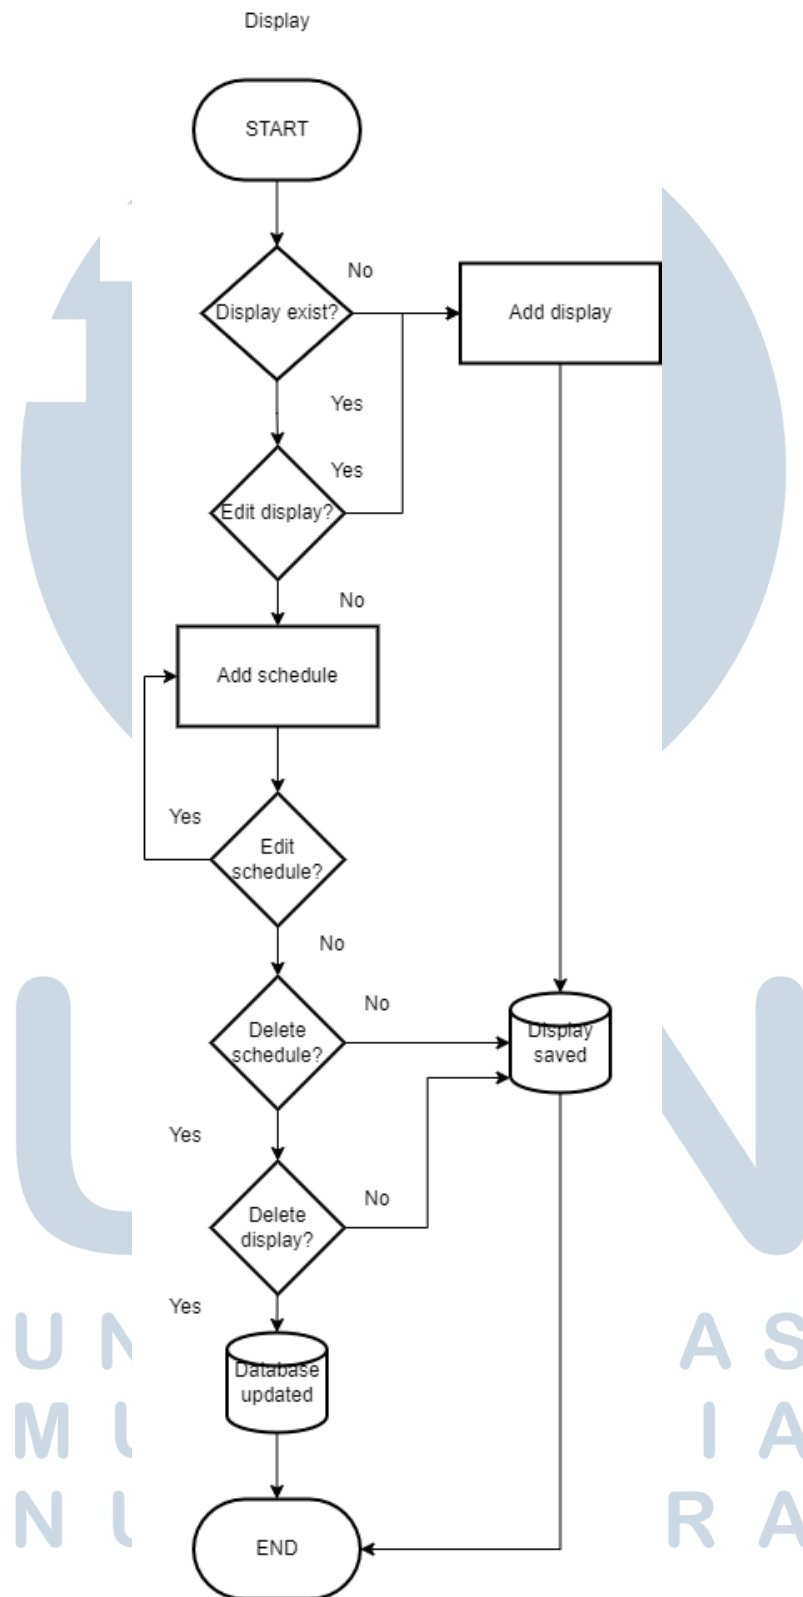 Display
START
No
Display exist?
Add display
Yes
Yes
Edit display?
No
Add schedule
Yes
Edit
schedule?
No
No
Delete
schedule?
Display
saved
Yes
No
Delete
display?
Yes
Database
updated
END
U N
U N A S
M U I A
N U R A